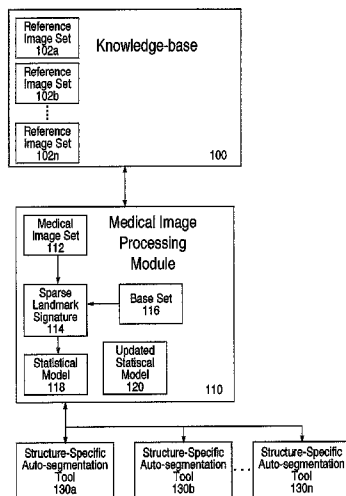 Reference
Image Set
102a
Knowledge-base
Reference
Image Set
102b
Reference
Image Set
102n
100
Medical
Image Set
112
Medical Image
Processing
Module
Sparse
Landmark
Signature
114
Base Set
116
Statistical
Model
118
Updated
Statiscal
Model
120
110
Structure-Specific
Auto-segmentation
Tool
130a
Structure-Specific
Auto-segmentation
Tool
130b
Structure-Specific
Auto-segmentation
Tool
130n